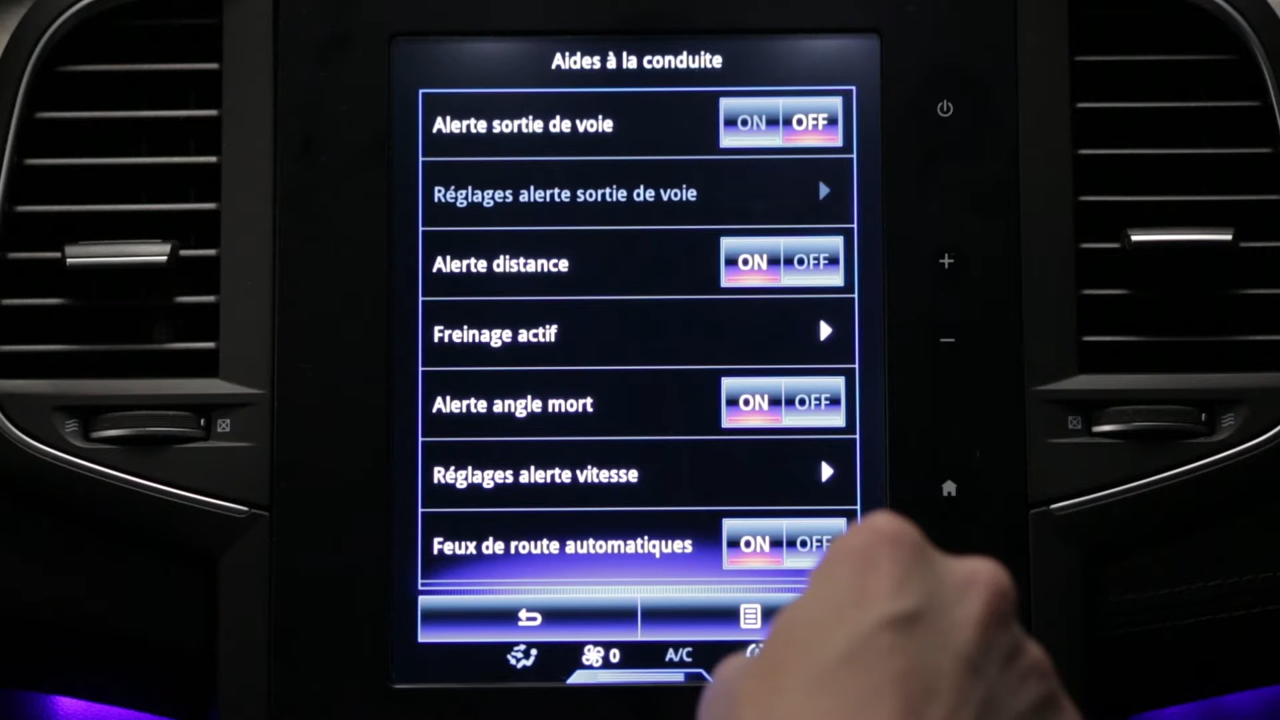 Aides à la conduite
Alerte sortie de voie ON OFF
Réglages alerte sortie de voie
Alerte distance ON OFF
Freinage actif
Alerte angle mort ON OFF
Réglages alerte vitesse
Feux de route automatiques ON OFF
0 A/C